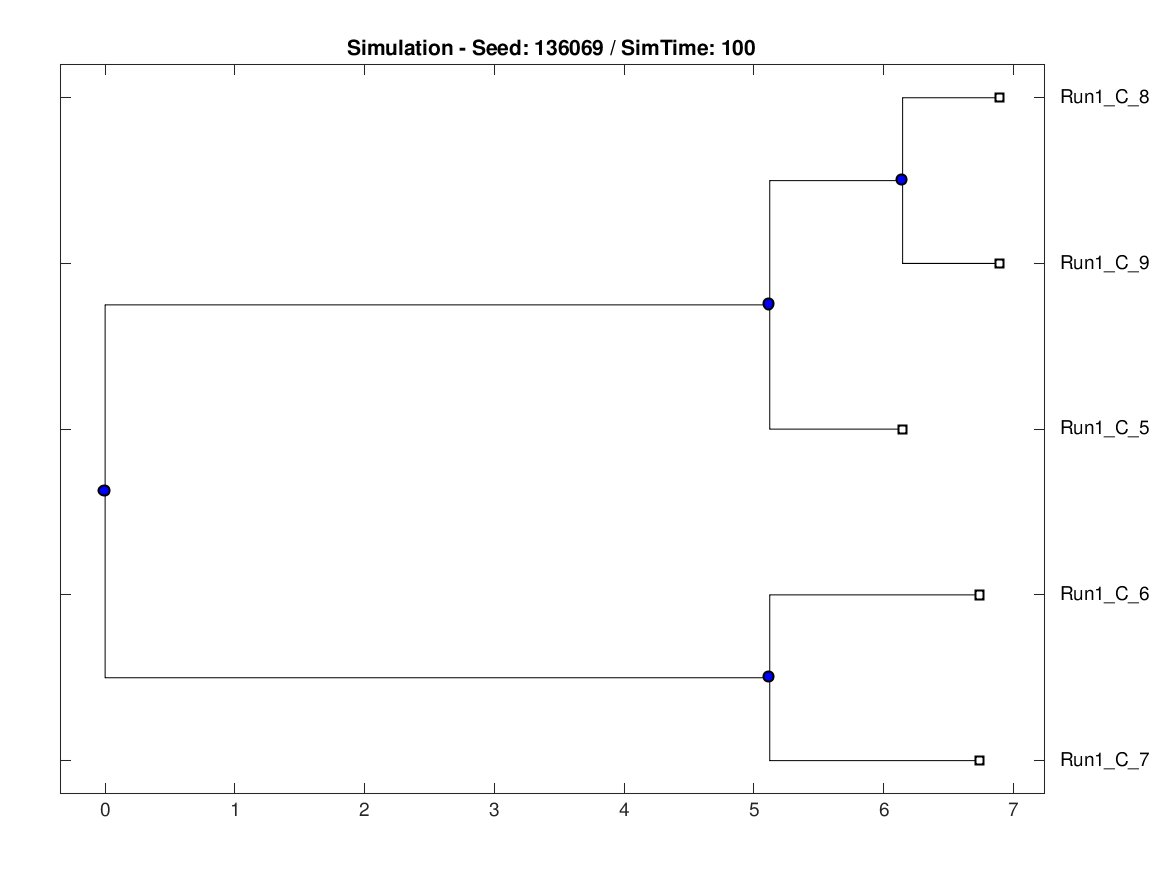 Simulation - Seed: 136069 / SimTime: 100
Run1_C_8
Run1_C_9
Run1_C_5
Run1_C_6
Run1_C_7
0 1 2 3 4 5 6 7